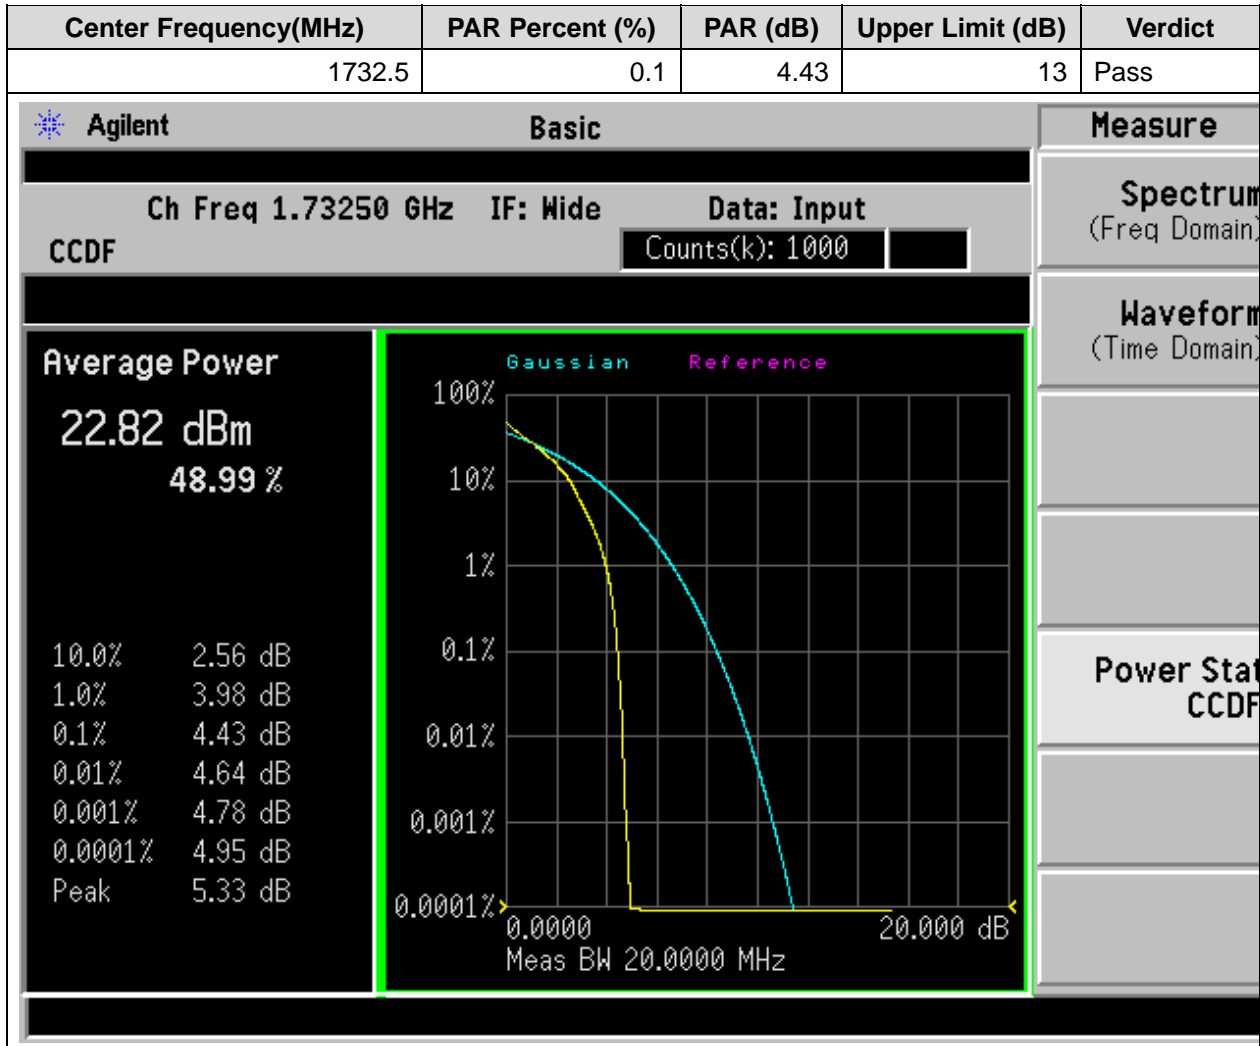 Center Frequency(MHz) PAR Percent (%) PAR (dB) Upper Limit (dB) Verdict
1732.5 0.1 4.43 13 Pass
Agilent Basic Measure
Ch Freq 1.73250 GHz IF: Wide Data: Input
CCDF Counts(k): 1000
Average Power
22.82 dBm
48.99 %
10.0% 2.56 dB
1.0% 3.98 dB
0.1% 4.43 dB
0.01% 4.64 dB
0.001% 4.78 dB
0.0001% 4.95 dB
Peak 5.33 dB
Gaussian Reference
100%
10%
1%
0.1%
0.01%
0.001%
0.0001%
0.0000 20.000 dB
Meas BW 20.0000 MHz
Spectrum
(Freq Domain)
Waveform
(Time Domain)
Power Stat
CCDF